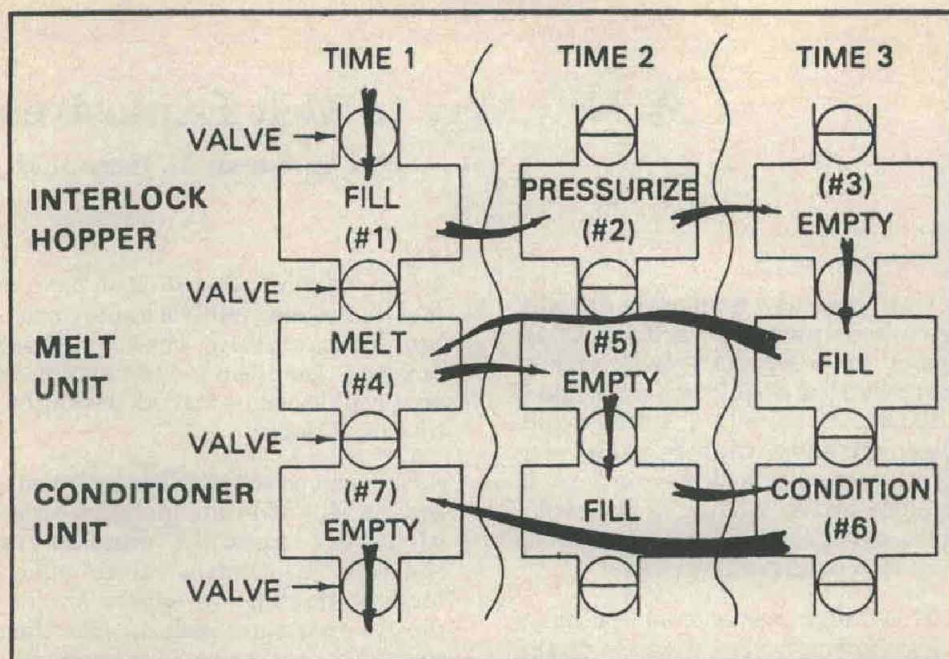 TIME 1 TIME 2 TIME 3
VALVE
INTERLOCK HOPPER
FILL
(#1)
PRESSURIZE
(#2)
(#3)
EMPTY
VALVE
MELT UNIT
MELT
(#4)
(#5)
EMPTY
FILL
VALVE
CONDITIONER UNIT
(#7)
EMPTY
FILL
CONDITION
(#6)
VALVE